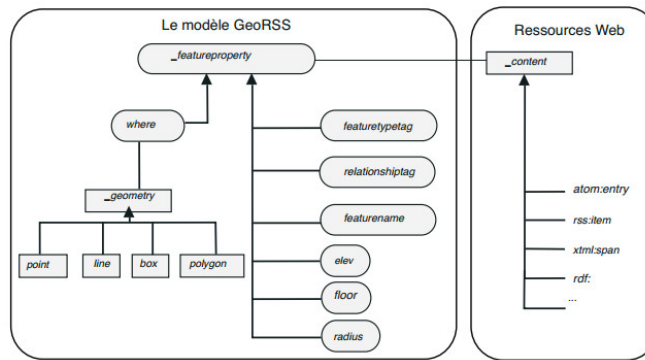 Le modèle GeoRSS
_featureproperty
where
_geometry
point
line
box
polygon
featuretypetag
relationshiptag
featurename
elev
floor
radius
Ressources Web
_content
atom:entry
rss:item
xtml:span
rdf:
...